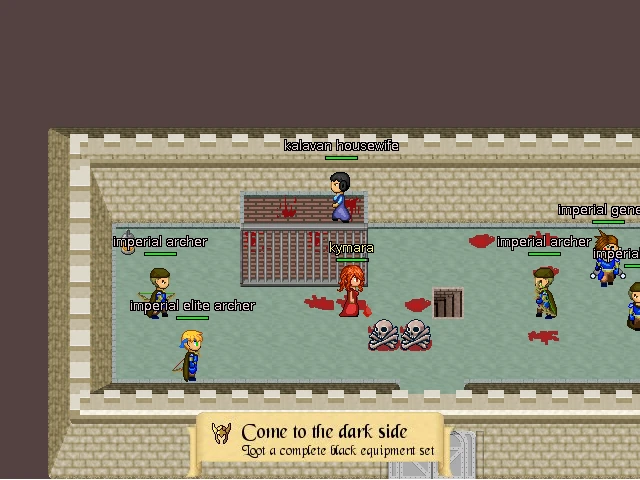 kalavan housewife
imperial gene
imperial archer
kymara
imperial archer
imperial
imperial elite archer
Come to the dark side
Loot a complete black equipment set